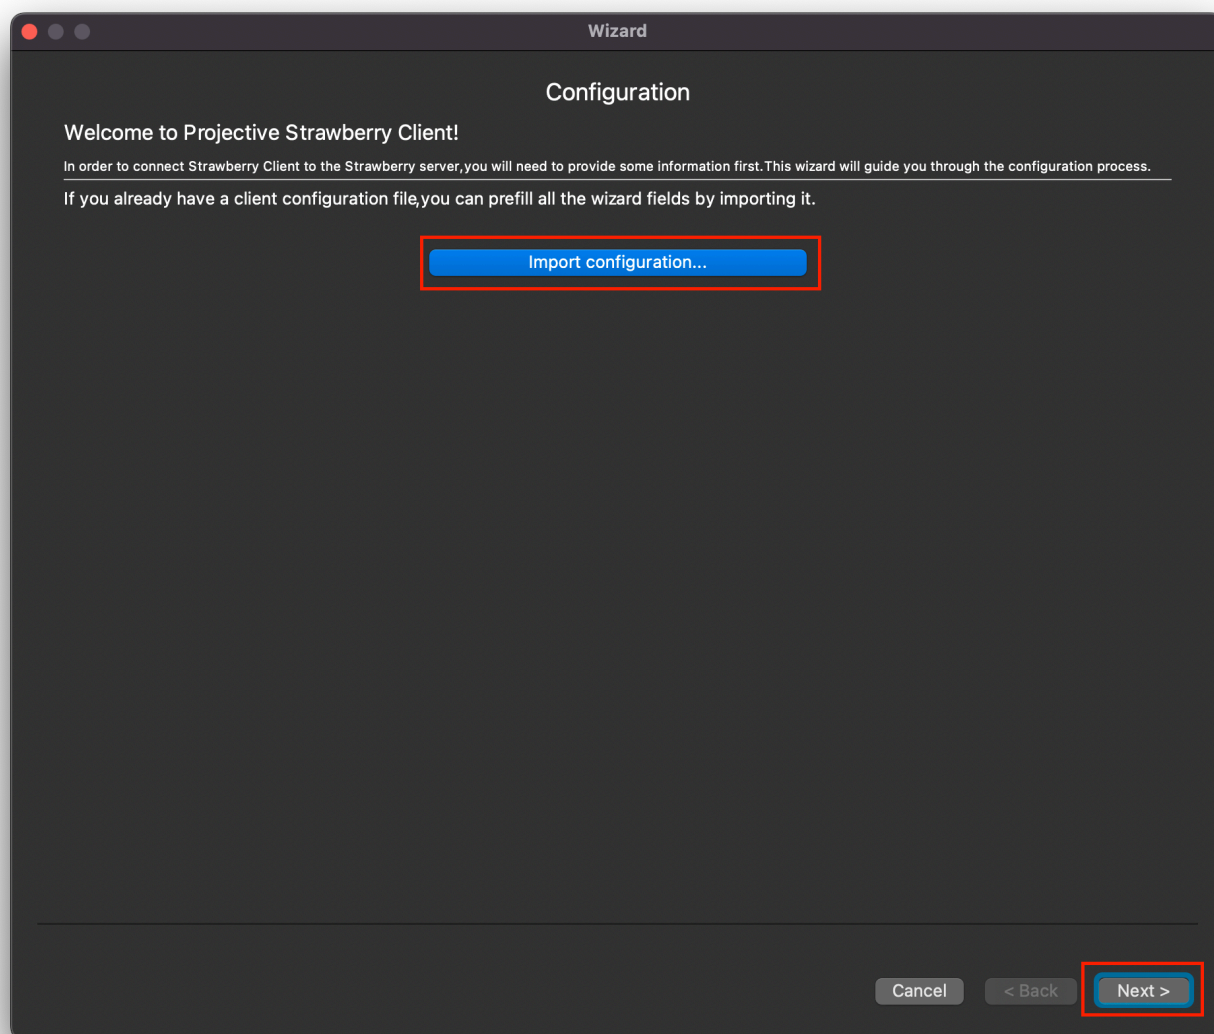 Wizard
Configuration
Welcome to Projective Strawberry Client!
In order to connect Strawberry Client to the Strawberry server,you will need to provide some information first.This wizard will guide you through the configuration process.
If you already have a client configuration file,you can prefill all the wizard fields by importing it.
Import configuration...
Cancel
< Back
Next >